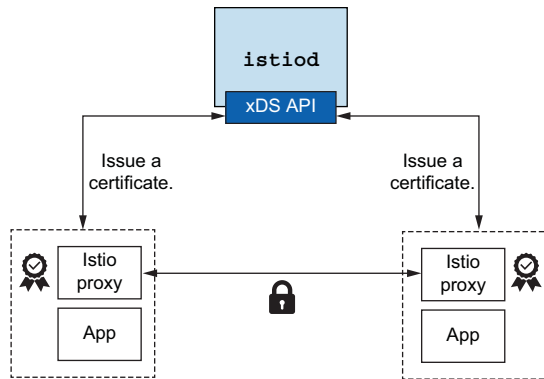 istiod
xDS API
Issue a
certificate.
Issue a
certificate.
Istio
proxy
App
Istio
proxy
App